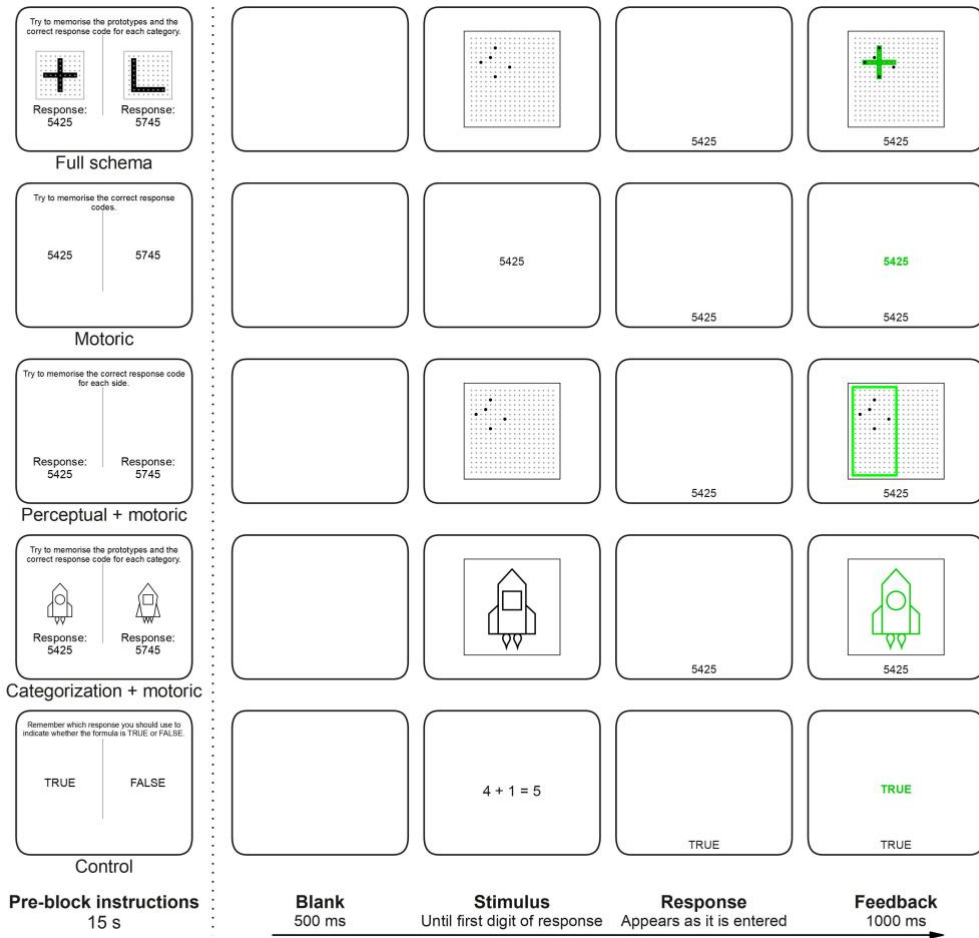 Try to memorise the prototypes and the
correct response code for each category.
Response:
5425
Response:
5745
Full schema
5425
5425
Try to memorise the correct response
codes.
5425
5745
Motoric
5425
5425
5425
5425
Try to memorise the correct response code
for each side.
Response:
5425
Response:
5745
Perceptual + motoric
5425
5425
Try to memorise the prototypes and the
correct response code for each category.
Response:
5425
Response:
5745
Categorization + motoric
5425
5425
Remember which response you should use to
indicate whether the formula is TRUE or FALSE.
TRUE
FALSE
Control
4 + 1 = 5
TRUE
TRUE
TRUE
Pre-block instructions
15 s
Blank
500 ms
Stimulus
Until first digit of response
Response
Appears as it is entered
Feedback
1000 ms